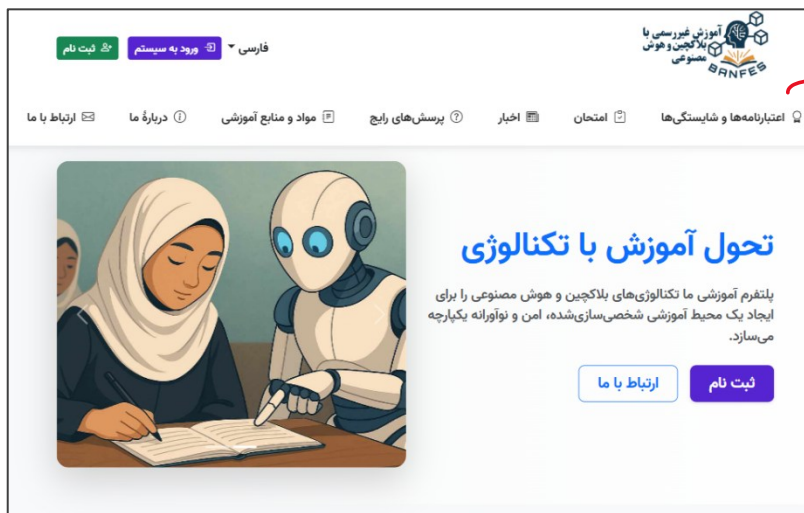 آموزش غیررسمی با
بلاکچین و هوش
مصنوعی
BANFES
فارسی
ورود به سیستم
ثبت نام
اعتبارنامه‌ها و شایستگی‌ها
امتحان
اخبار
پرسش‌های رایج
مواد و منابع آموزشی
دربارهٔ ما
ارتباط با ما
تحول آموزش با تکنالوژی
پلتفرم آموزشی ما تکنالوژی‌های بلاکچین و هوش مصنوعی را برای
ایجاد یک محیط آموزشی شخصی‌سازی‌شده، امن و نوآورانه یکپارچه
می‌سازد.
ثبت نام
ارتباط با ما